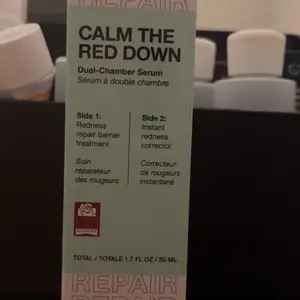 REPAIR
CALM THE
RED DOWN
Dual-Chamber Serum
Sérum à double chambre
Side 1:
Redness
repair barrier
treatment
Soin
réparateur
des rougeurs
Side 2:
Instant
redness
corrector
Correcteur
de rougeurs
instantané
TOTAL / TOTALE 1.7 FL OZ / 50 ML
REPAIR
REPAIR